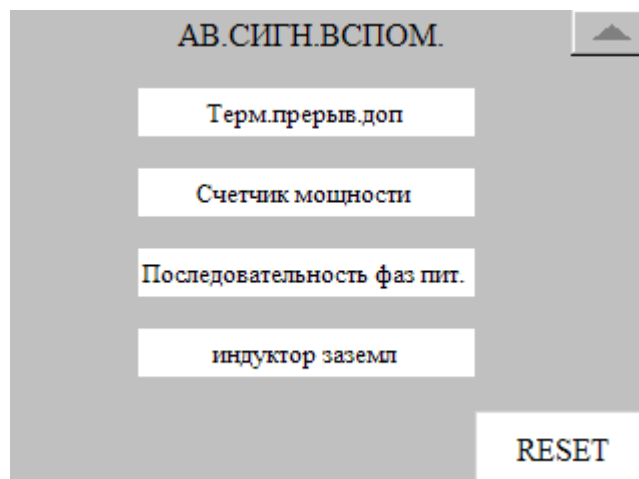 АВ.СИГН.ВСПОМ.
Терм.прерыв.доп
Счетчик мощности
Последовательность фаз пит.
индуктор заземл
RESET